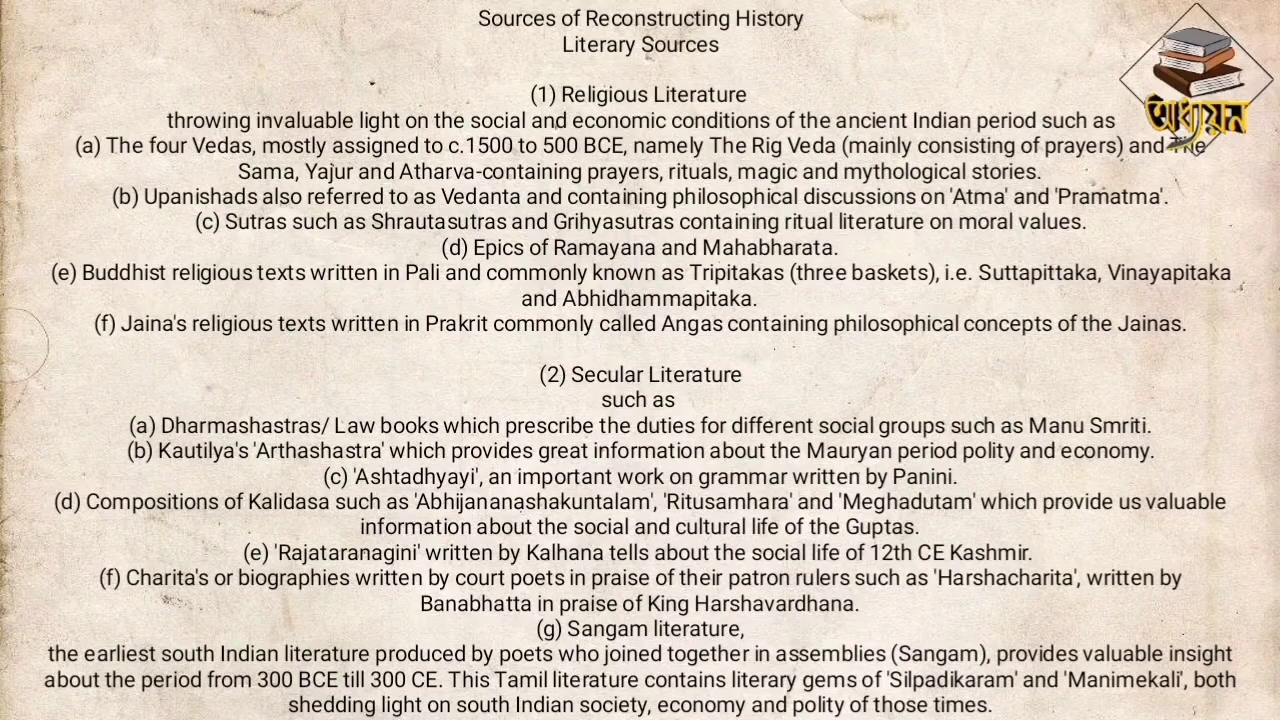 Sources of Reconstructing History
Literary Sources
(1) Religious Literature
throwing invaluable light on the social and economic conditions of the ancient Indian period such as
(a) The four Vedas, mostly assigned to c.1500 to 500 BCE, namely The Rig Veda (mainly consisting of prayers) and The
Sama, Yajur and Atharva-containing prayers, rituals, magic and mythological stories.
(b) Upanishads also referred to as Vedanta and containing philosophical discussions on 'Atma' and 'Pramatma'.
(c) Sutras such as Shrautasutras and Grihyasutras containing ritual literature on moral values.
(d) Epics of Ramayana and Mahabharata.
(e) Buddhist religious texts written in Pali and commonly known as Tripitakas (three baskets), i.e. Suttapittaka, Vinayapitaka
and Abhidhammapitaka.
(f) Jaina's religious texts written in Prakrit commonly called Angas containing philosophical concepts of the Jainas.
(2) Secular Literature
such as
(a) Dharmashastras/ Law books which prescribe the duties for different social groups such as Manu Smriti.
(b) Kautilya's 'Arthashastra' which provides great information about the Mauryan period polity and economy.
(c) 'Ashtadhyayi', an important work on grammar written by Panini.
(d) Compositions of Kalidasa such as 'Abhijananashakuntalam', 'Ritusamhara' and 'Meghadutam' which provide us valuable
information about the social and cultural life of the Guptas.
(e) 'Rajataranagini' written by Kalhana tells about the social life of 12th CE Kashmir.
(f) Charita's or biographies written by court poets in praise of their patron rulers such as 'Harshacharita', written by
Banabhatta in praise of King Harshavardhana.
(g) Sangam literature,
the earliest south Indian literature produced by poets who joined together in assemblies (Sangam), provides valuable insight
about the period from 300 BCE till 300 CE. This Tamil literature contains literary gems of 'Silpadikaram' and 'Manimekali', both
shedding light on south Indian society, economy and polity of those times.
অধ্যয়ন